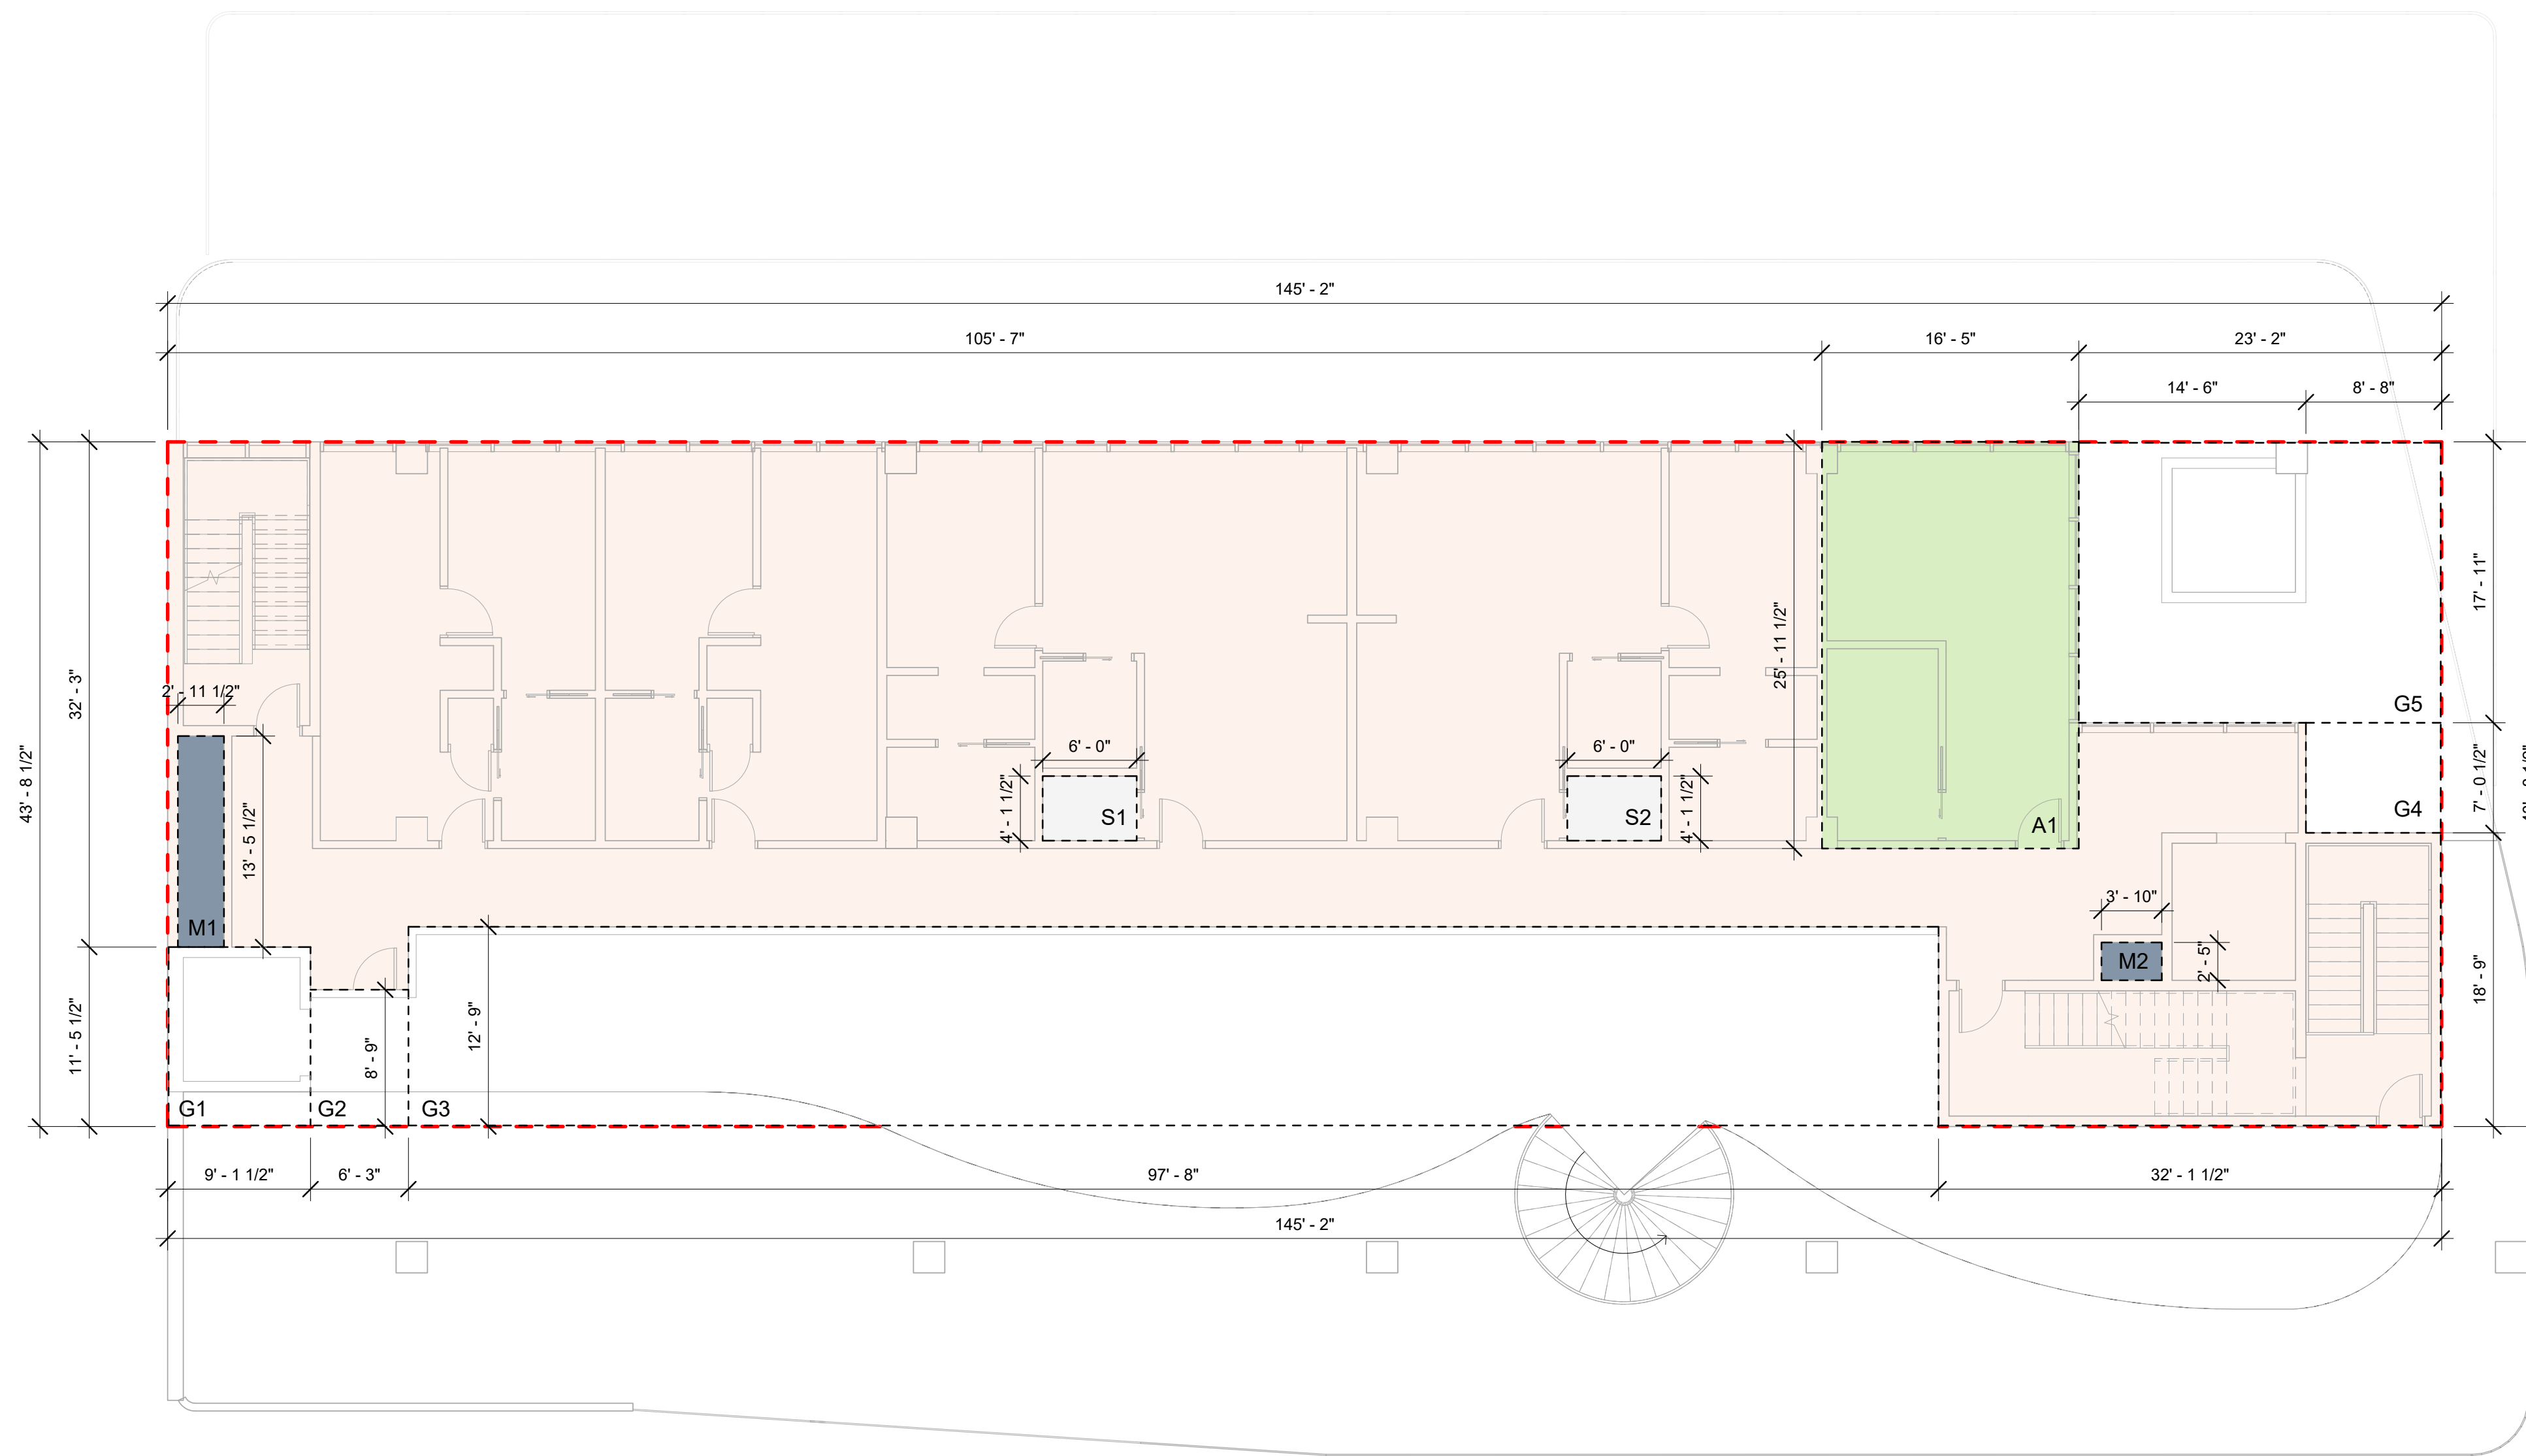 145' - 2"
105' - 7"
16' - 5"
23' - 2"
14' - 6"
8' - 8"
43' - 8 1/2"
32' - 3"
11' - 5 1/2"
2' - 11 1/2"
13' - 5 1/2"
M1
6' - 0"
4' - 1 1/2"
S1
6' - 0"
4' - 1 1/2"
S2
25' - 11 1/2"
A1
G5
17' - 11"
G4
7' - 0 1/2"
3' - 10"
M2
2' - 5"
18' - 9"
12' - 9"
8' - 9"
G1
G2
G3
9' - 1 1/2"
6' - 3"
97' - 8"
32' - 1 1/2"
145' - 2"